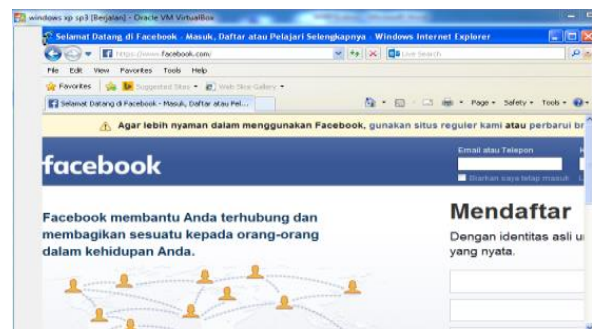 windows xp sp3 [Berjalan] - Oracle VM VirtualBox
Selamat Datang di Facebook - Masuk, Daftar atau Pelajari Selengkapnya - Windows Internet Explorer
https://www.facebook.com/
Live Search
File Edit View Favorites Tools Help
Favorites Suggested Sites Web Slice Gallery
Selamat Datang di Facebook - Masuk, Daftar atau Pel...
Page Safety Tools
Agar lebih nyaman dalam menggunakan Facebook, gunakan situs reguler kami atau perbarui br
Email atau Telepon
facebook
Biarkan saya tetap masuk
Mendaftar
Facebook membantu Anda terhubung dan
membagikan sesuatu kepada orang-orang
dalam kehidupan Anda.
Dengan identitas asli
yang nyata.